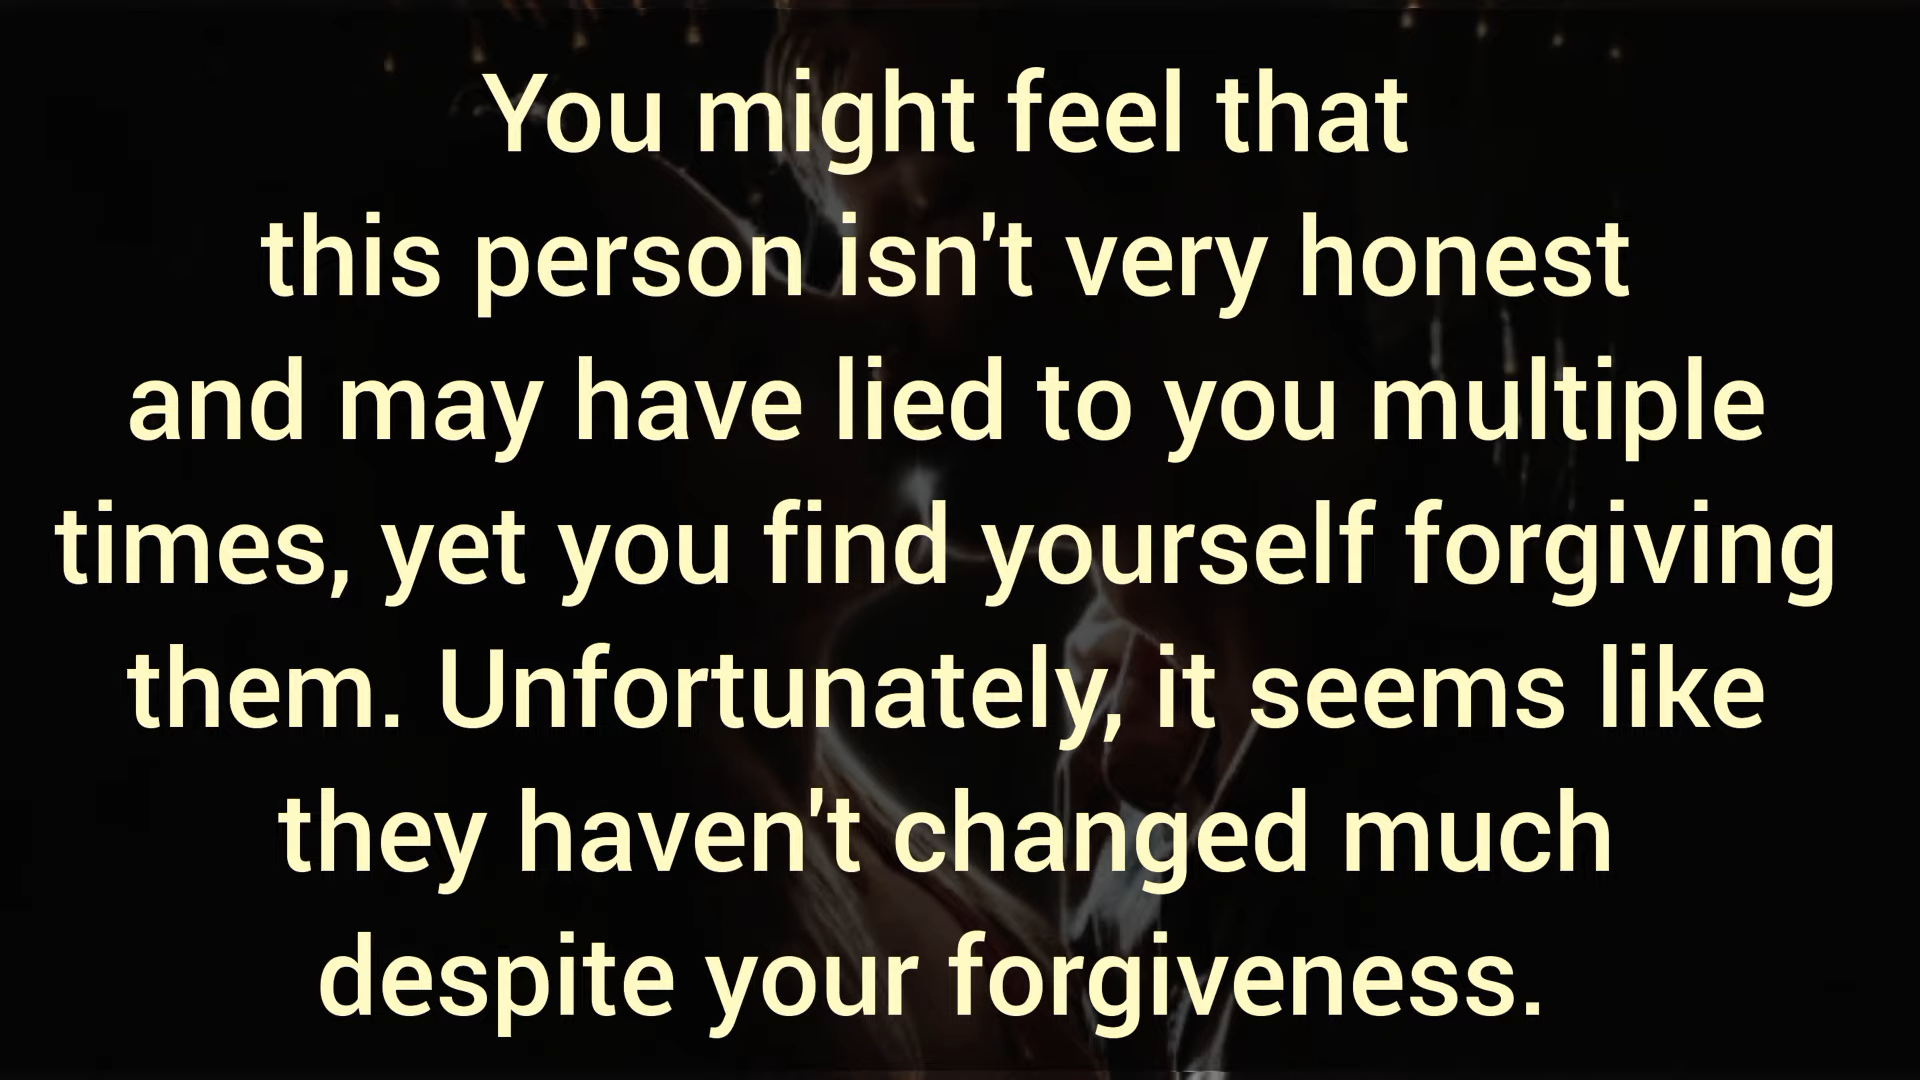 You might feel that
this person isn't very honest
and may have lied to you multiple
times, yet you find yourself forgiving
them. Unfortunately, it seems like
they haven't changed much
despite your forgiveness.